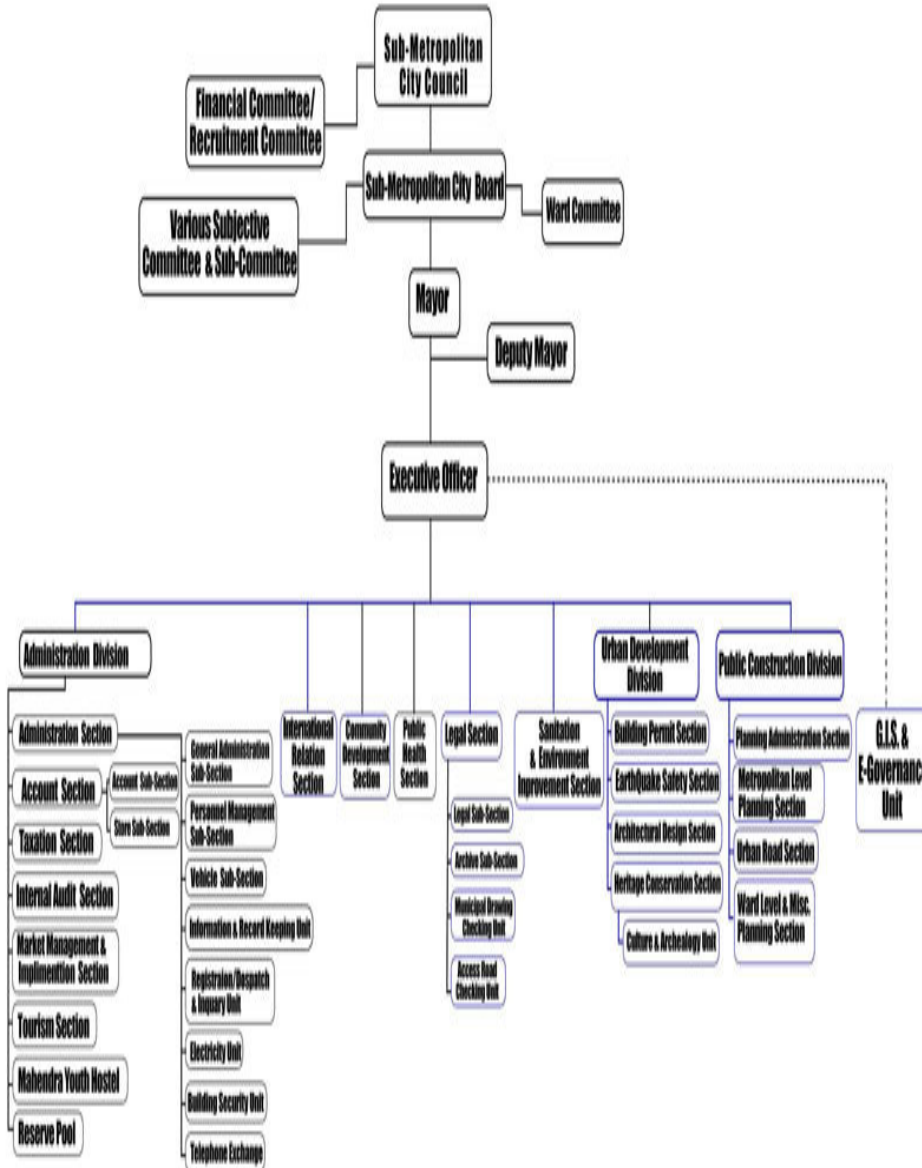 Sub-Metropolitan
City Council
Financial Committee/
Recruitment Committee
Sub-Metropolitan City Board
Ward Committee
Various Subjective
Committee & Sub-Committee
Mayor
Deputy Mayor
Executive Officer
Administration Division
Administration Section
Account Section
Account Sub-Section
Store Sub-Section
Taxation Section
Internal Audit Section
Market Management &
Implimenttion Section
Tourism Section
Mahendra Youth Hostel
Reserve Pool
General Administration
Sub-Section
Personnel Management
Sub-Section
Vehicle Sub-Section
Information & Record Keeping Unit
Registraion/Despatch
& Inquary Unit
Electricity Unit
Building Security Unit
Telephone Exchange
International
Relation
Section
Community
Development
Section
Public
Health
Section
Legal Section
Legal Sub-Section
Archive Sub-Section
Municipal Drawing
Checking Unit
Access Road
Checking Unit
Sanitation
& Environment
Improvement Section
Urban Development
Division
Building Permit Section
Earthquake Safety Section
Architectural Design Section
Heritage Conservation Section
Culture & Archeology Unit
Public Construction Division
Planning Administration Section
Metropolitan Level
Planning Section
Urban Road Section
Ward Level & Misc.
Planning Section
G.I.S. &
E-Governanc
Unit